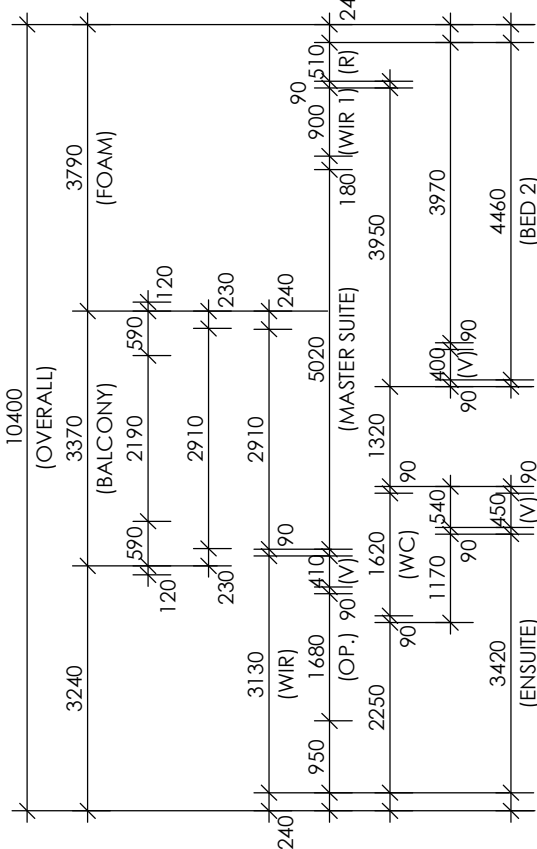 10400
(OVERALL)
3240 3370 3790
(BALCONY) (FOAM)
590 2190 590
120 120
2910
230 230
3130 90 2910 240
240 (WIR)
950 1680 90 410 5020 180 900 90 510 24
(OP.) (V) (MASTER SUITE) (WIR 1) (R)
2250 90 1620 90 1320 3950
(WC)
1170 90 540 90 400 90 3970
(V)
3420 450 90 4460
(ENSUITE) (V) (BED 2)